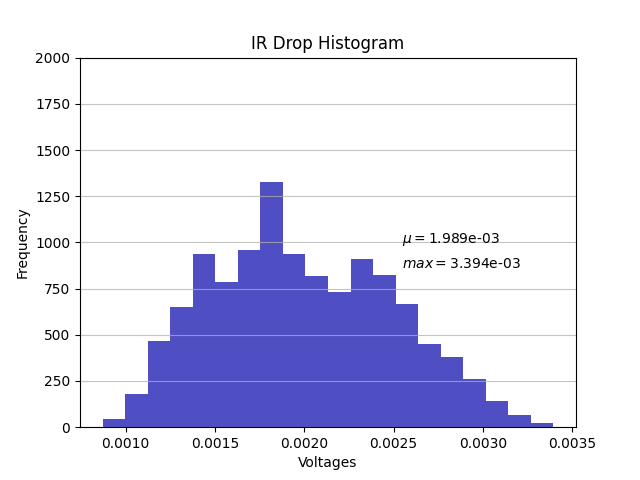 IR Drop Histogram
2000
1750
1500
1250
1000
750
500
250
0
Frequency
μ = 1.989e-03
max = 3.394e-03
0.0010 0.0015 0.0020 0.0025 0.0030 0.0035
Voltages